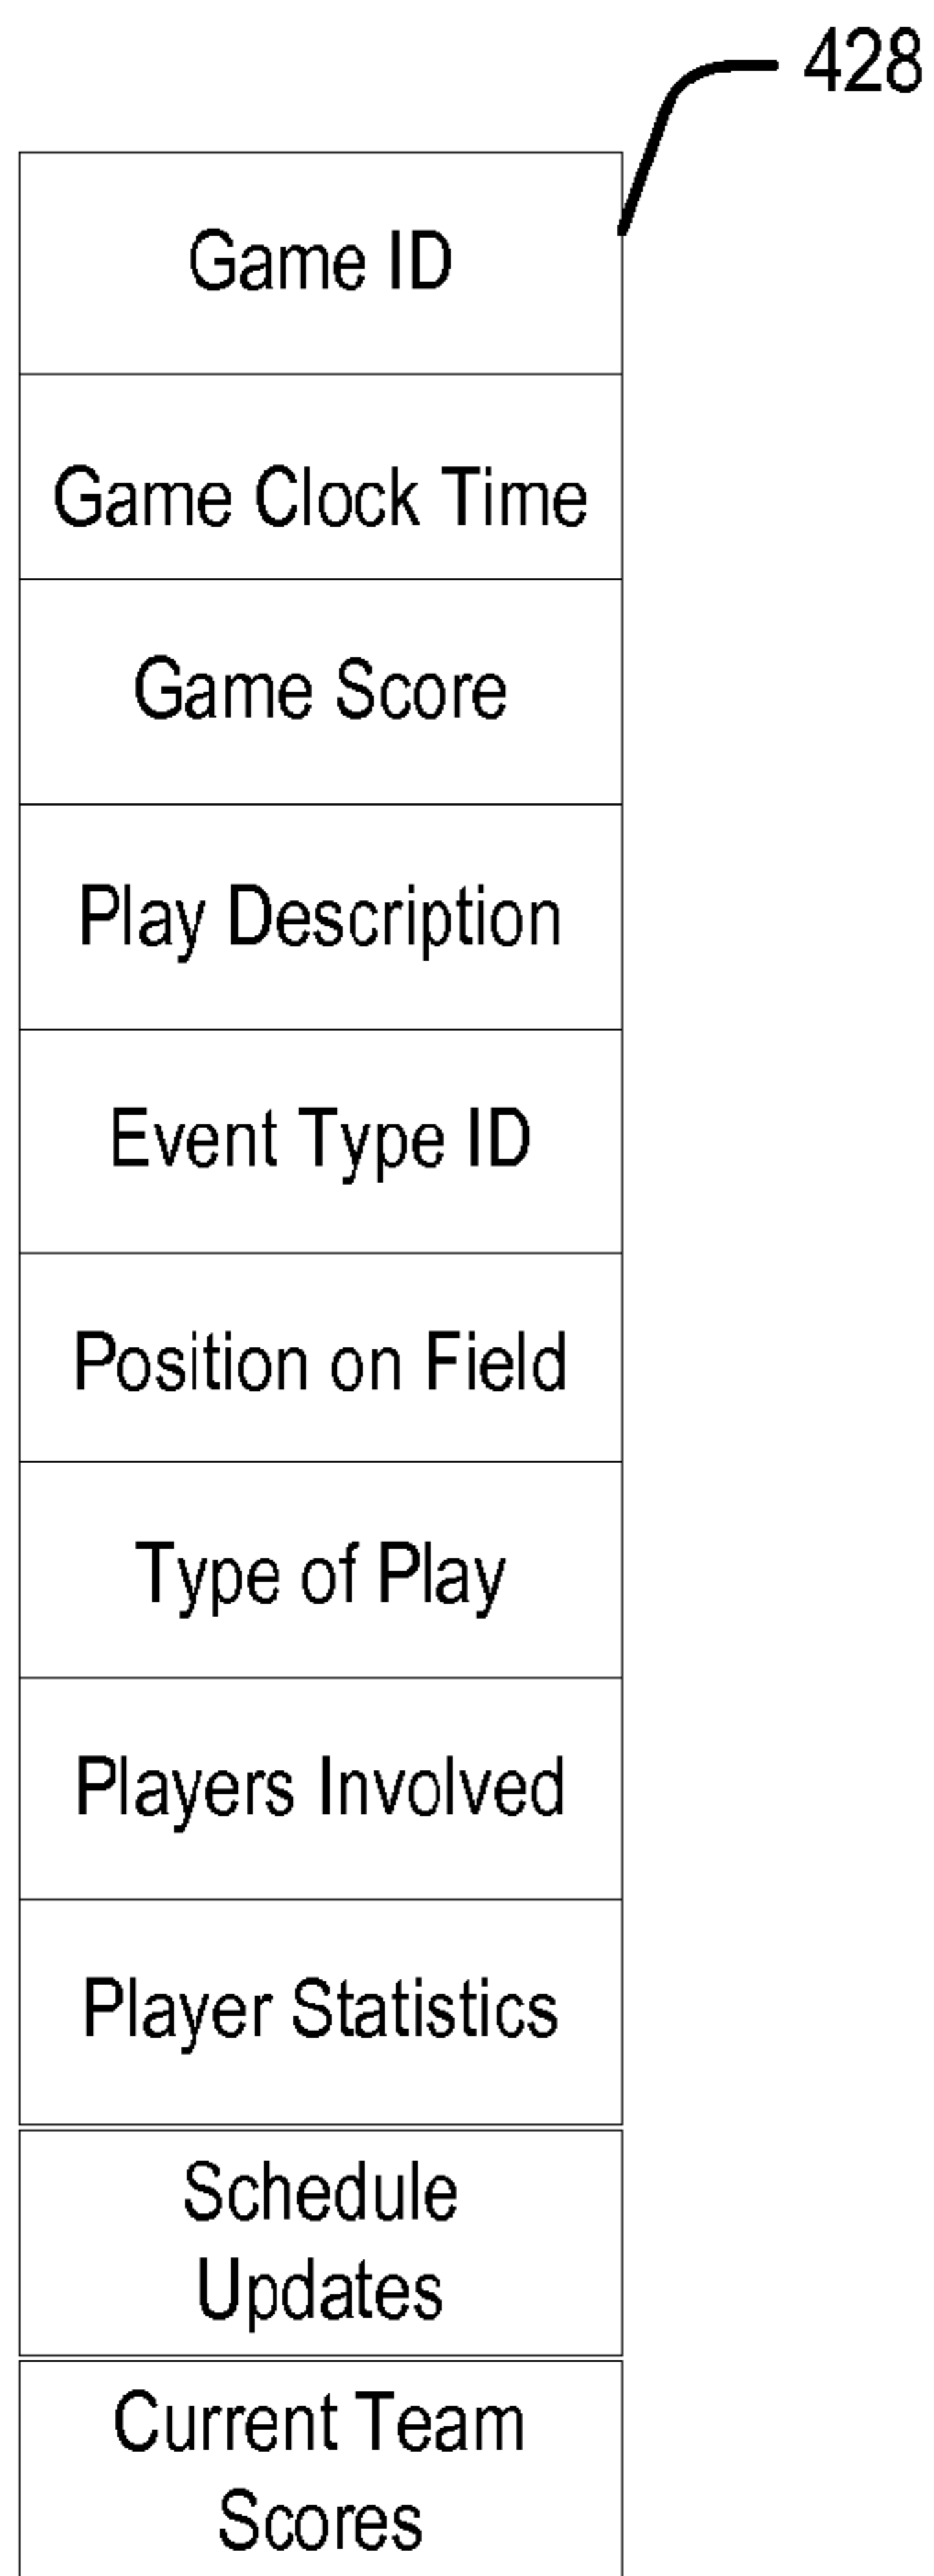 428
Game ID
Game Clock Time
Game Score
Play Description
Event Type ID
Position on Field
Type of Play
Players Involved
Player Statistics
Schedule
Updates
Current Team
Scores